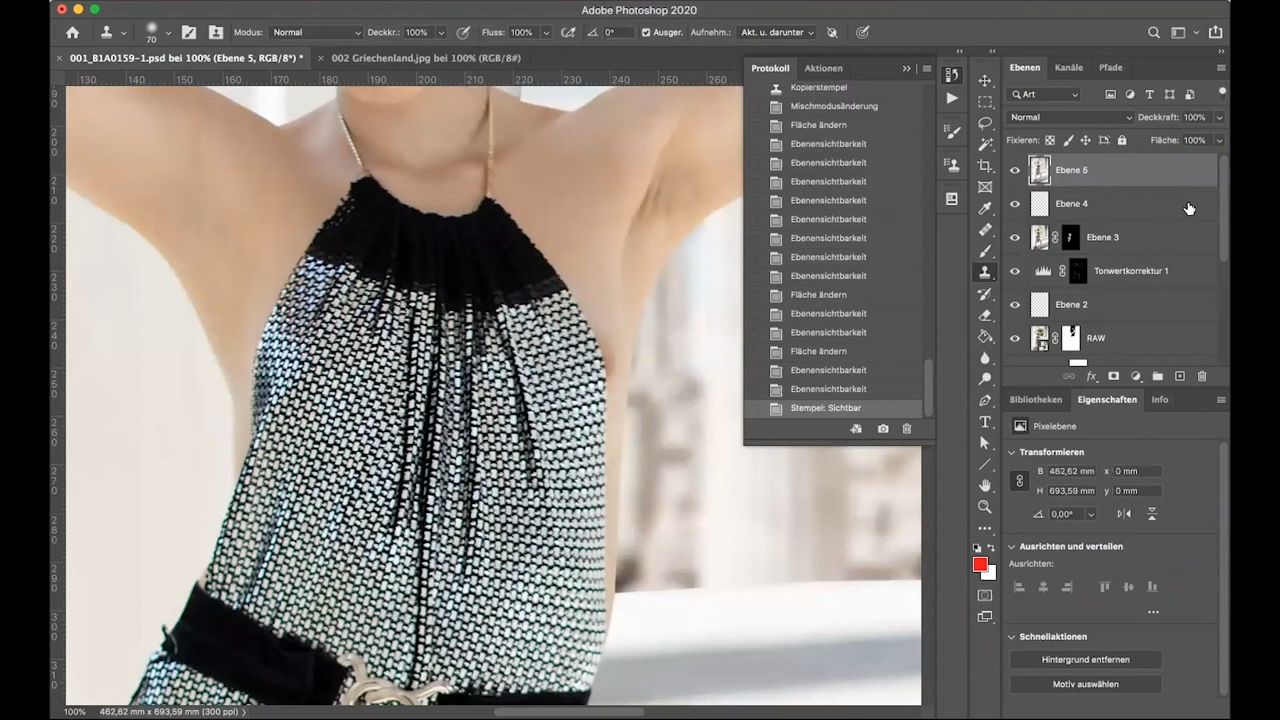 Adobe Photoshop 2020
70 Modus: Normal Deckkr.: 100% Fluss: 100% 0° Ausger. Aufnehm.: Akt. u. darunter
× 001_B1A0159-1.psd bei 100% (Ebene 5, RGB/8*) * × 002 Griechenland.jpg bei 100% (RGB/8#)
130 140 150 160 170 180 190 200 210 220 230 240 250 260
Protokoll Aktionen
Kopierstempel
Mischmodusänderung
Fläche ändern
Ebenensichtbarkeit
Ebenensichtbarkeit
Ebenensichtbarkeit
Ebenensichtbarkeit
Ebenensichtbarkeit
Ebenensichtbarkeit
Ebenensichtbarkeit
Ebenensichtbarkeit
Fläche ändern
Ebenensichtbarkeit
Ebenensichtbarkeit
Fläche ändern
Ebenensichtbarkeit
Ebenensichtbarkeit
Stempel: Sichtbar
Ebenen Kanäle Pfade
Art
Normal Deckkraft: 100%
Fixieren: Fläche: 100%
Ebene 5
Ebene 4
Ebene 3
Tonwertkorrektur 1
Ebene 2
RAW
fx
Bibliotheken Eigenschaften Info
Pixelebene
Transformieren
B 462,62 mm x 0 mm
H 693,59 mm y 0 mm
0,00°
Ausrichten und verteilen
Ausrichten:
Schnellaktionen
Hintergrund entfernen
Motiv auswählen
100% 462,62 mm x 693,59 mm (300 ppi)